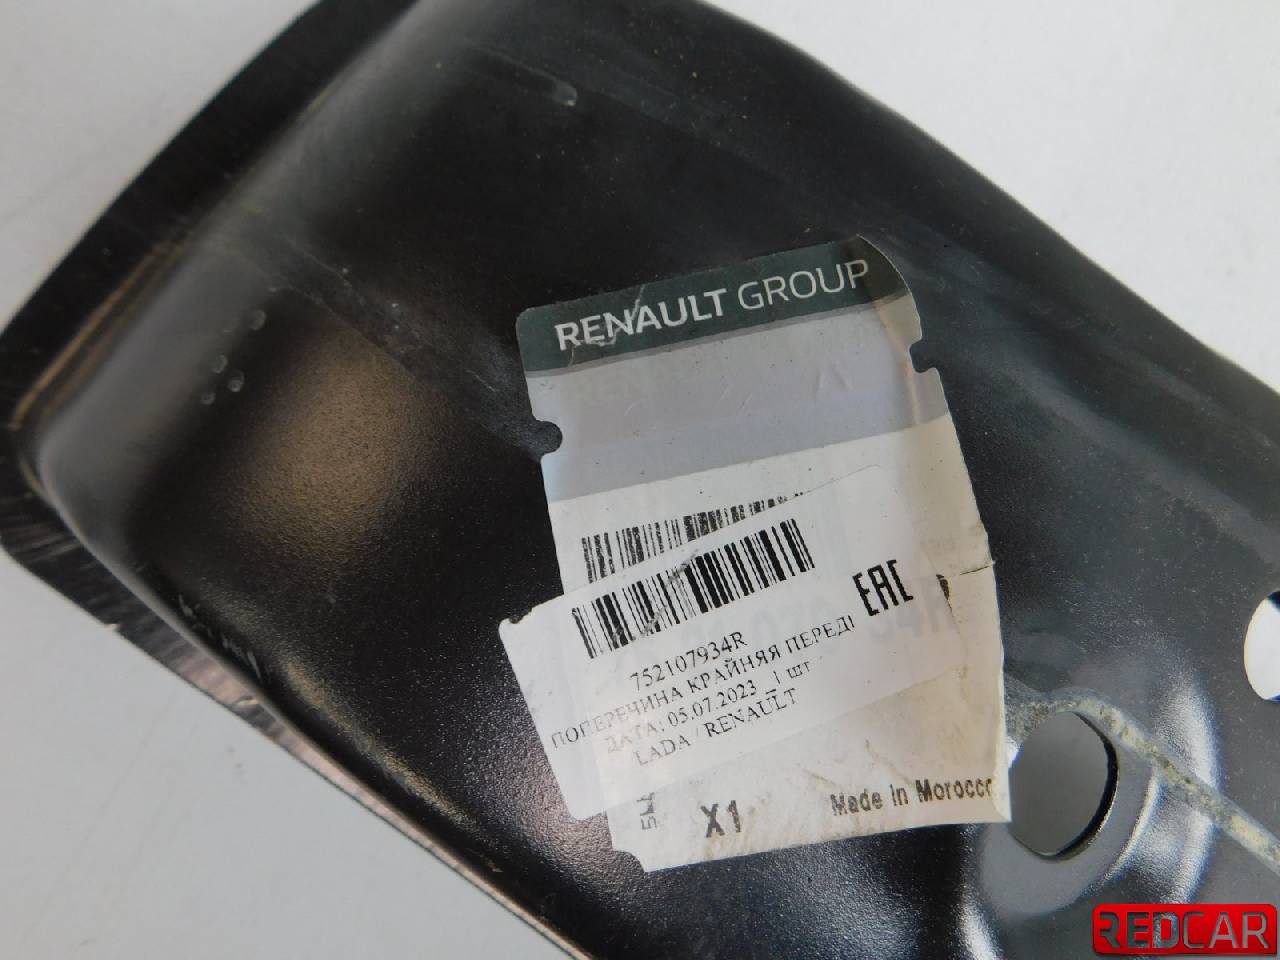 RENAULT GROUP
EAC
752107934R
ПОПЕРЕЧИНА КРАЙНЯЯ ПЕРЕДН
ДАТА: 05.07.2023 1 шт
LADA / RENAULT
X1
Made in Morocco
REDCAR